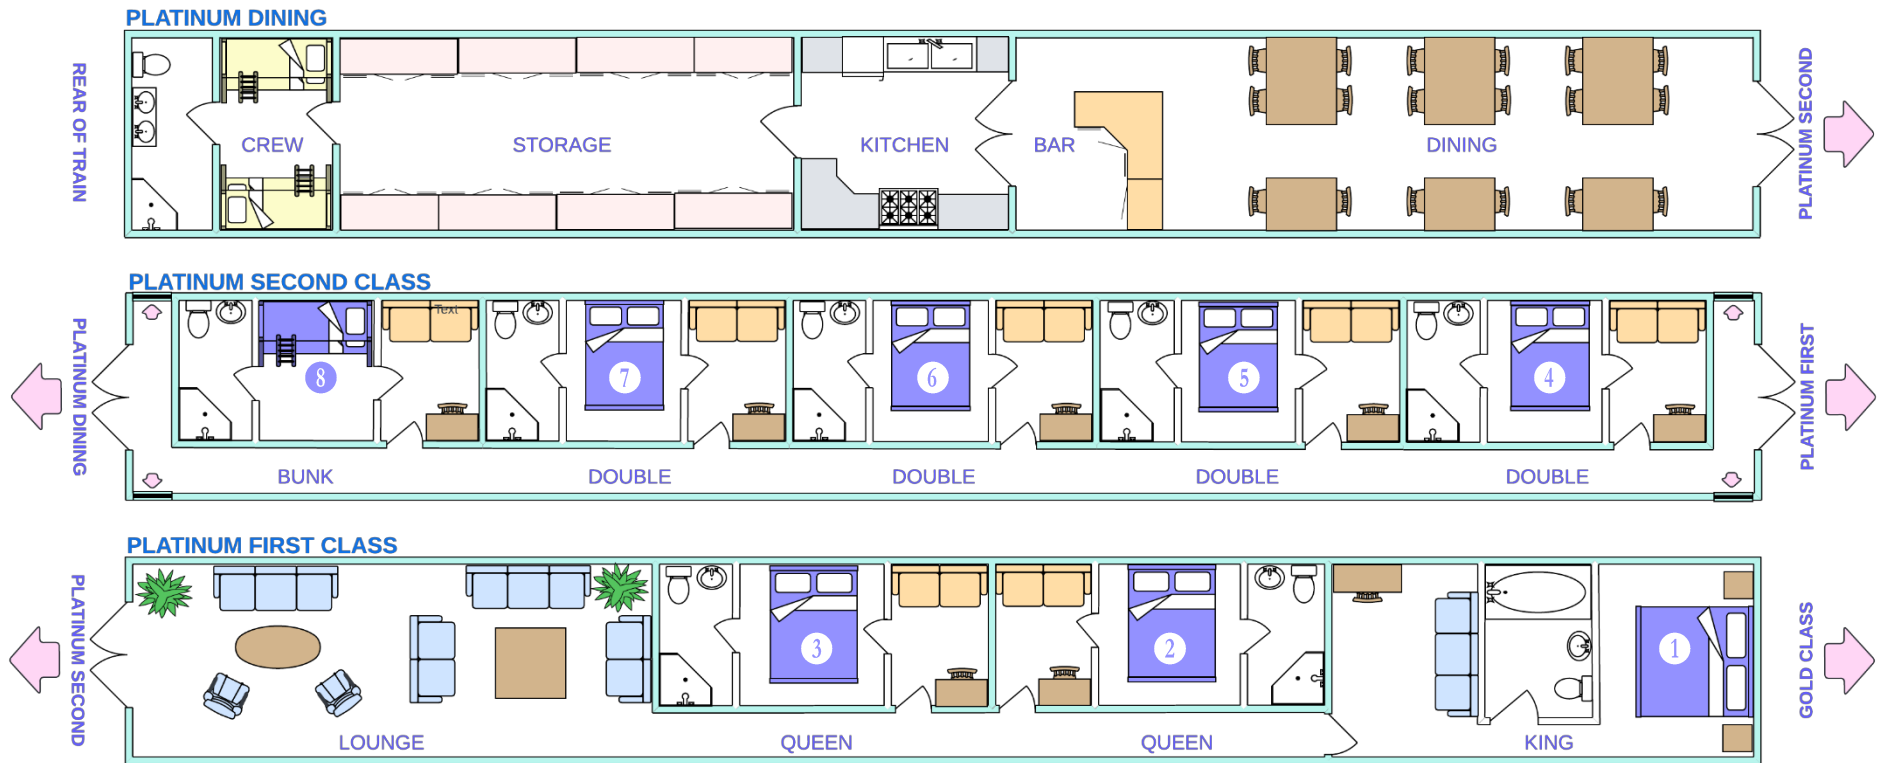 PLATINUM DINING
REAR OF TRAIN
CREW
STORAGE
KITCHEN
BAR
DINING
PLATINUM SECOND
PLATINUM SECOND CLASS
PLATINUM DINING
Text
8
7
6
5
4
BUNK
DOUBLE
DOUBLE
DOUBLE
DOUBLE
PLATINUM FIRST
PLATINUM FIRST CLASS
PLATINUM SECOND
3
2
1
LOUNGE
QUEEN
QUEEN
KING
GOLD CLASS